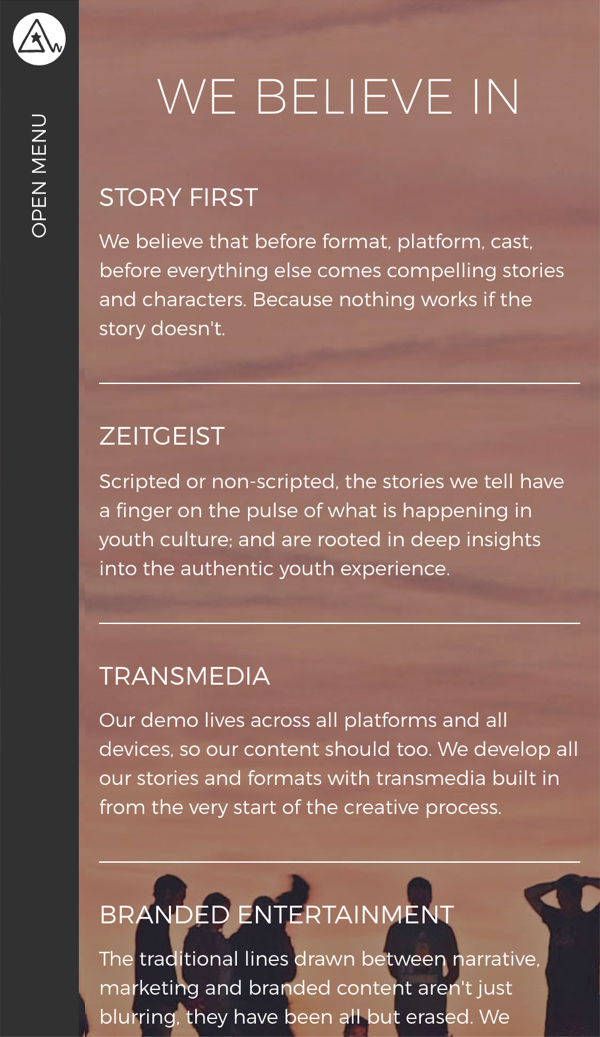 OPEN MENU
WE BELIEVE IN
STORY FIRST
We believe that before format, platform, cast,
before everything else comes compelling stories
and characters. Because nothing works if the
story doesn't.
ZEITGEIST
Scripted or non-scripted, the stories we tell have
a finger on the pulse of what is happening in
youth culture; and are rooted in deep insights
into the authentic youth experience.
TRANSMEDIA
Our demo lives across all platforms and all
devices, so our content should too. We develop all
our stories and formats with transmedia built in
from the very start of the creative process.
BRANDED ENTERTAINMENT
The traditional lines drawn between narrative,
marketing and branded content aren't just
blurring, they have been all but erased. We